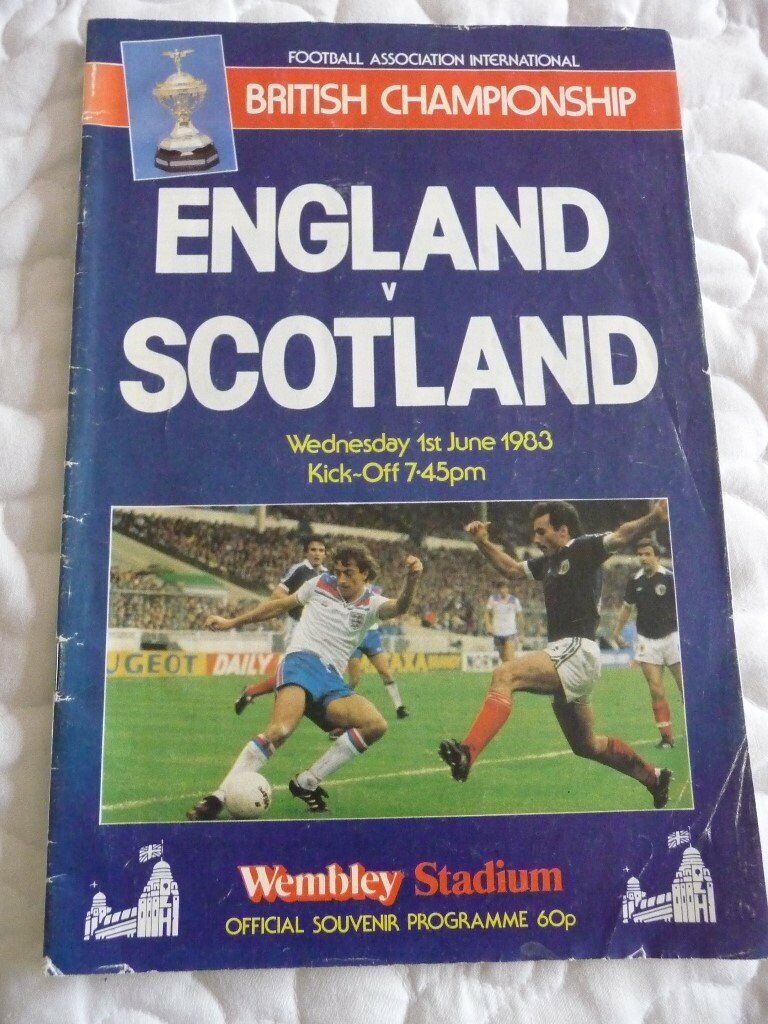 FOOTBALL ASSOCIATION INTERNATIONAL
BRITISH CHAMPIONSHIP
ENGLAND
v
SCOTLAND
Wednesday 1st June 1983
Kick-Off 7·45pm
UGEOT DAILY AXA
Wembley Stadium
OFFICIAL SOUVENIR PROGRAMME 60p